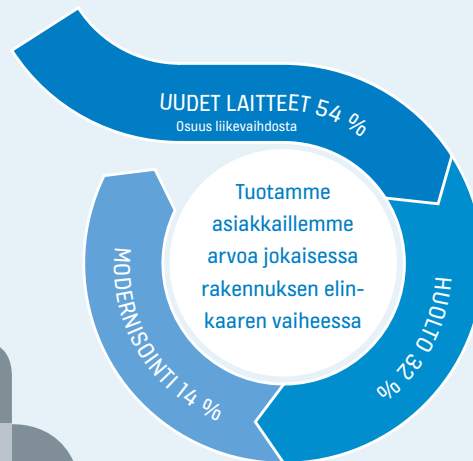 UUDET LAITTEET 54 %
Osuus liikevaihdosta
Tuotamme
asiakkaillemme
arvoa jokaisessa
rakennuksen elin-
kaaren vaiheessa
HUOLTO 32 %
MODERNISOINTI 14 %